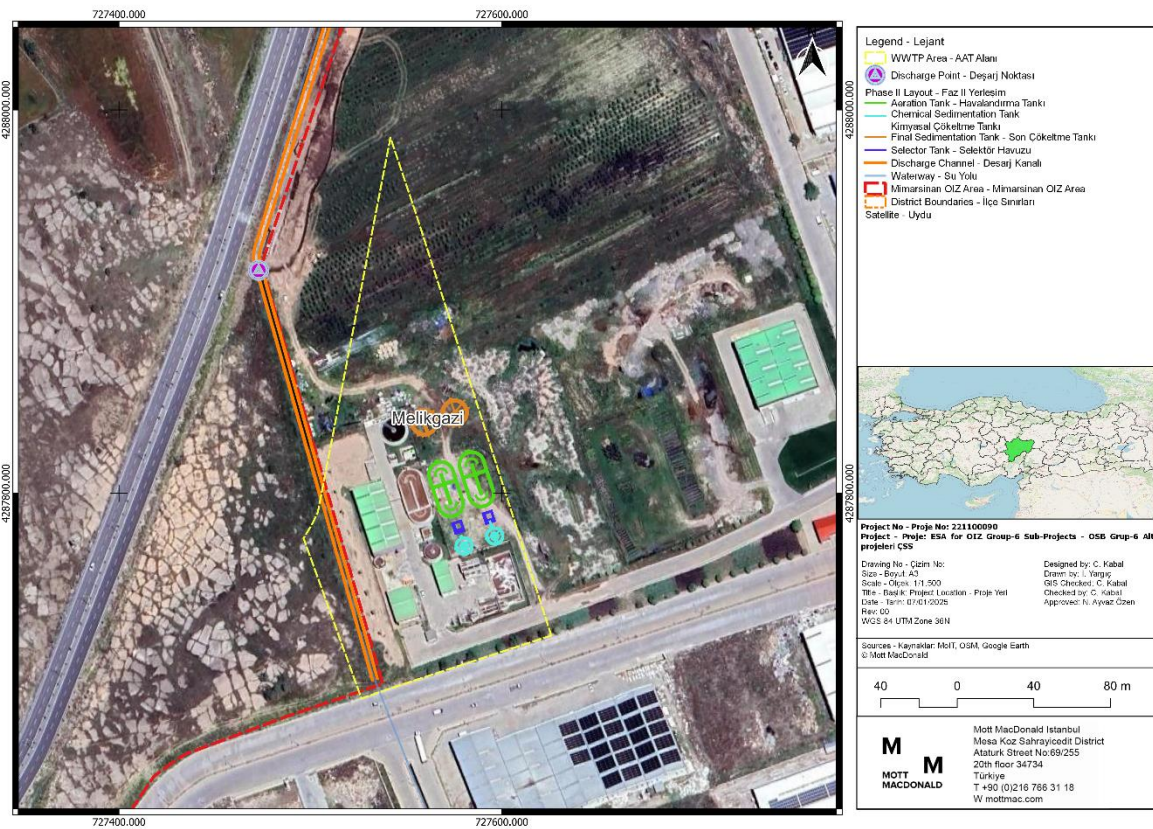 727400.000
727600.000
4288000.000
4287800.000
4288000.000
4287800.000
Melikgazi
727400.000
727600.000
Legend - Lejant
WWTP Area - AAT Alanı
Discharge Point - Deşarj Noktası
Phase II Layout - Faz II Yerleşim
Aeration Tank - Havalandırma Tankı
Chemical Sedimentation Tank
Kimyasal Çökeltme Tankı
Final Sedimentation Tank - Son Çökeltme Tankı
Selector Tank - Selektör Havuzu
Discharge Channel - Desarj Kanalı
Waterway - Su Yolu
Mimarsinan OIZ Area - Mimarsinan OIZ Area
District Boundaries - İlçe Sınırları
Satellite - Uydu
Project No - Proje No: 221100090
Project - Proje: ESA for OIZ Group-6 Sub-Projects - OSB Grup-6 Alt
projeleri ÇSS
Drawing No - Çizim No:
Size - Boyut: A3
Scale - Ölçek: 1/1,500
Title - Başlık: Project Location - Proje Yeri
Date - Tarih: 07/01/2025
Rev: 00
WGS 84 UTM Zone 36N
Designed by: C. Kabal
Drawn by: I. Yargıç
GIS Checked: C. Kabal
Checked by: C. Kabal
Approved: N. Ayvaz Özen
Sources - Kaynaklar: MoIT, OSM, Google Earth
© Mott MacDonald
40 0 40 80 m
M M
MOTT
MACDONALD
Mott MacDonald Istanbul
Mesa Koz Sahrayicedit District
Ataturk Street No:69/255
20th floor 34734
Türkiye
T +90 (0)216 766 31 18
W mottmac.com